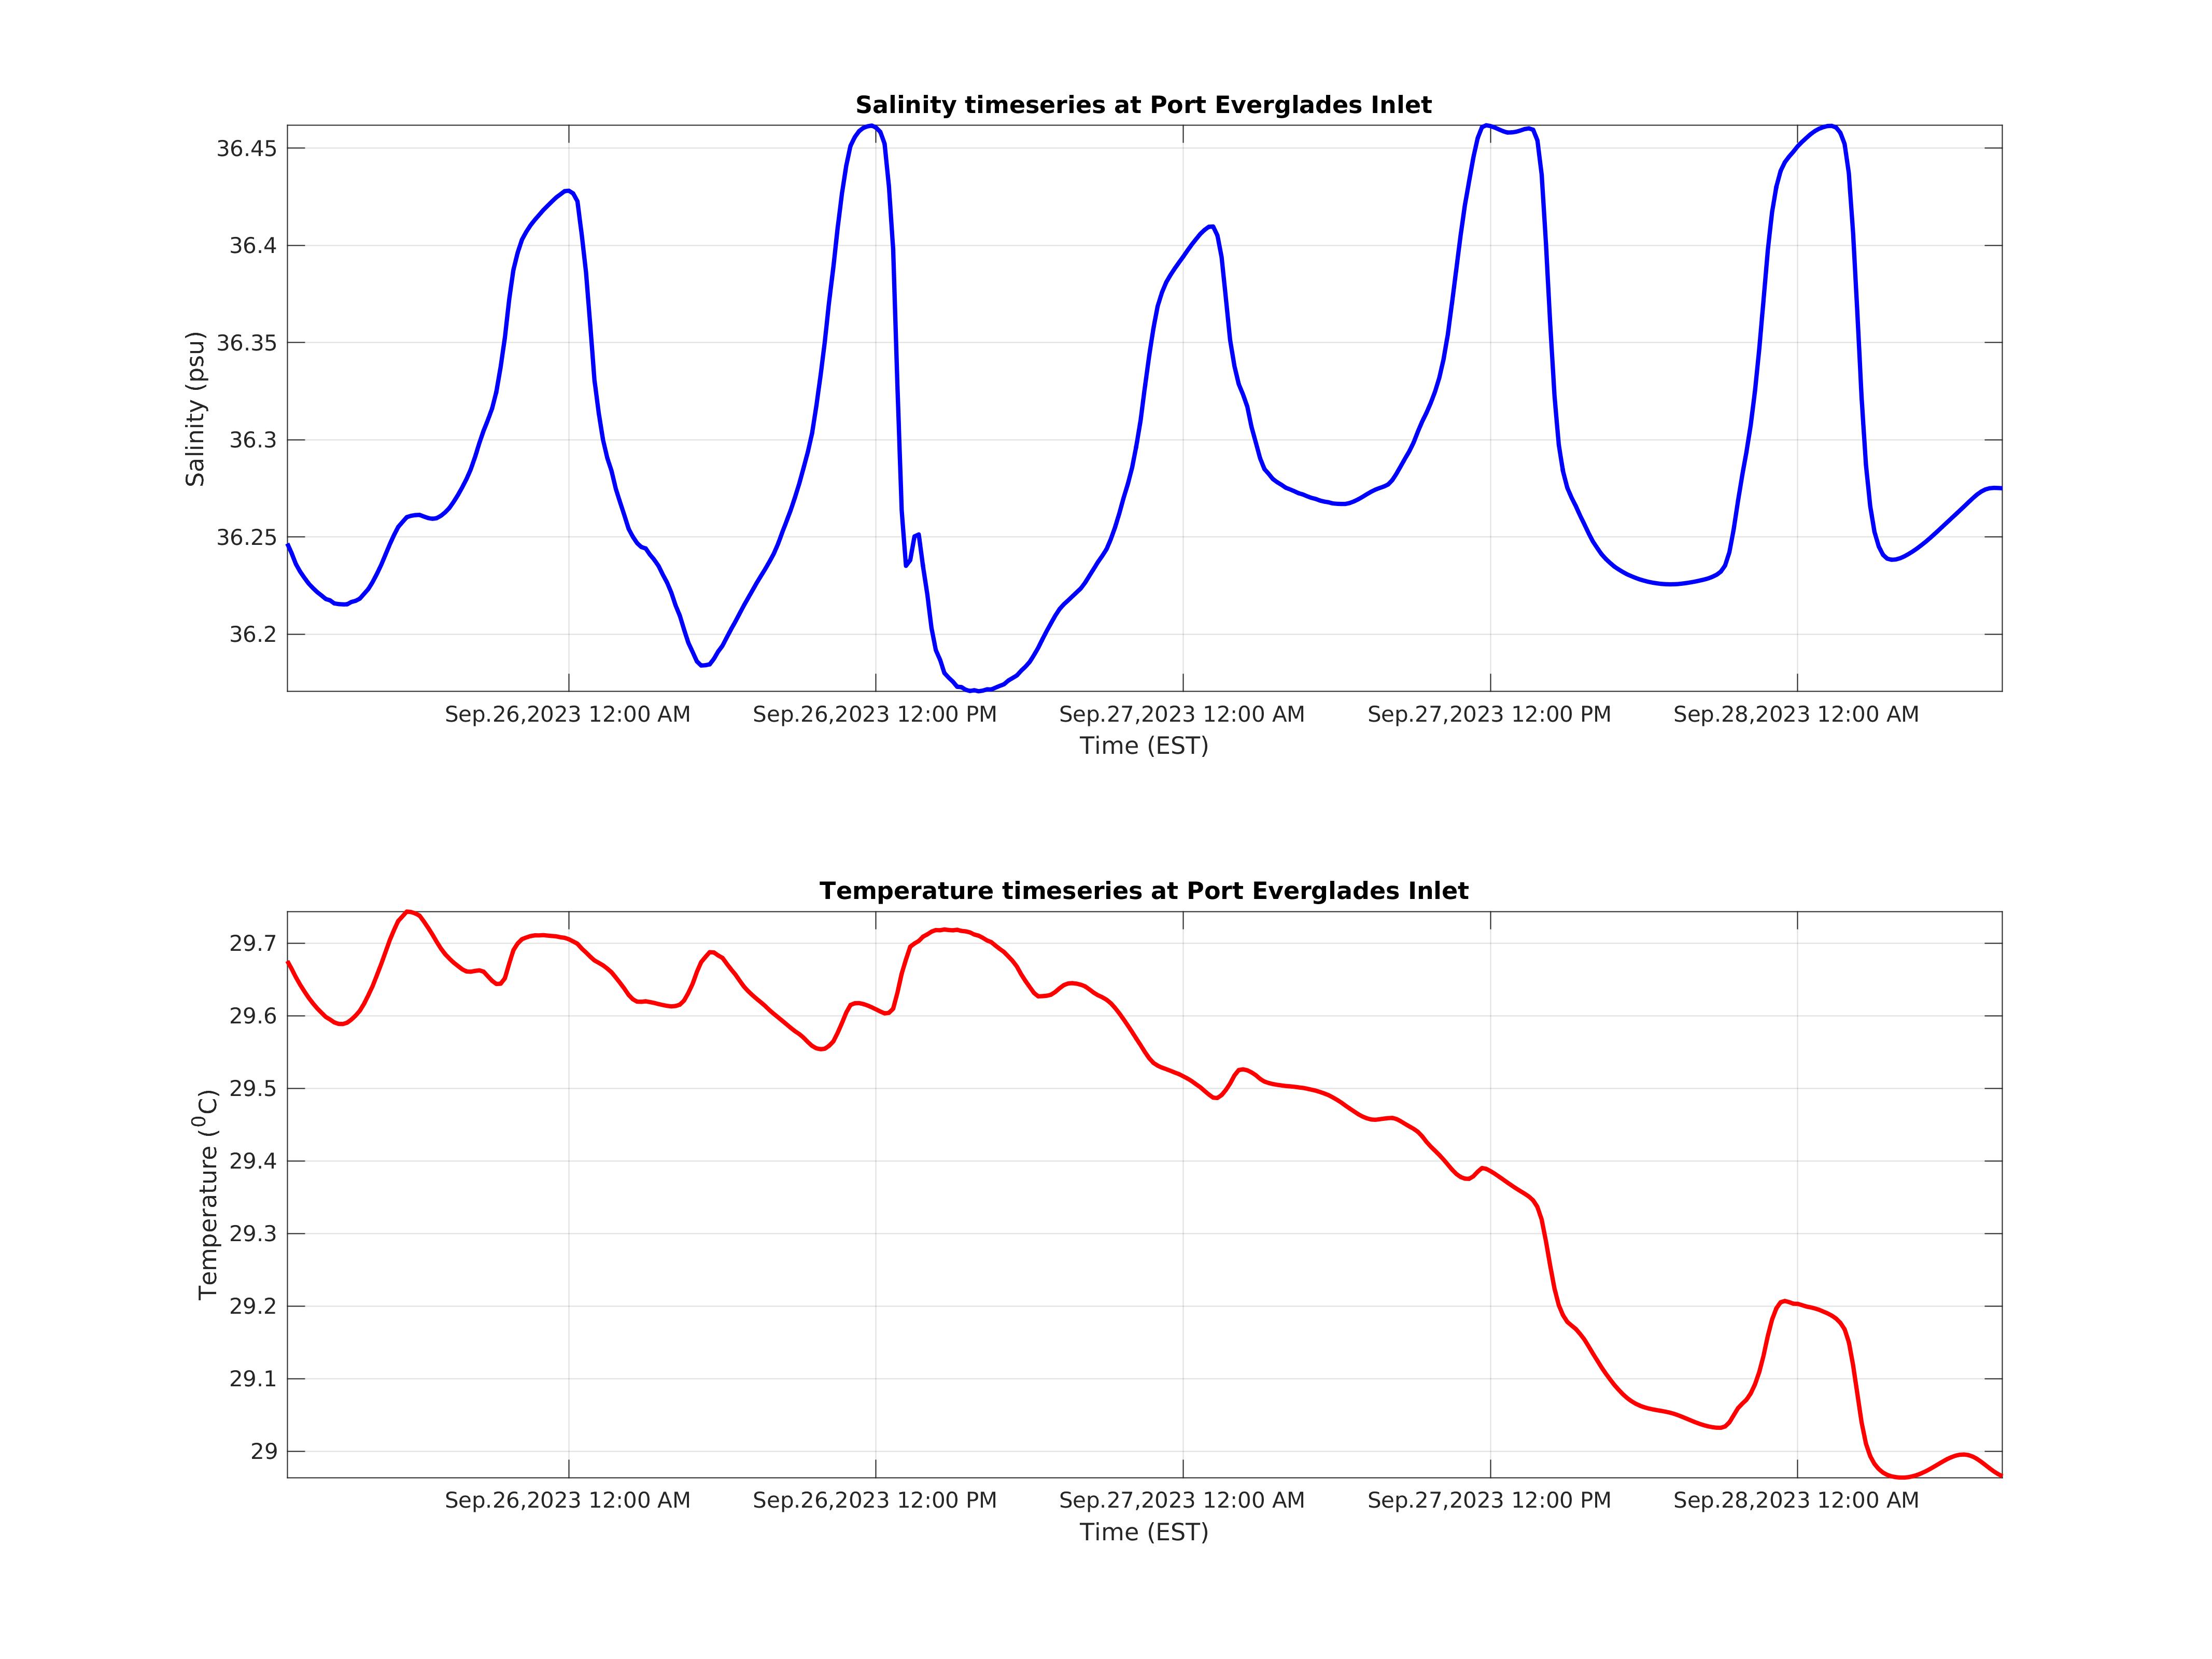 Salinity timeseries at Port Everglades Inlet
36.45
36.4
36.35
36.3
36.25
36.2
Salinity (psu)
Sep.26,2023 12:00 AM Sep.26,2023 12:00 PM Sep.27,2023 12:00 AM Sep.27,2023 12:00 PM Sep.28,2023 12:00 AM
Time (EST)
Temperature timeseries at Port Everglades Inlet
29.7
29.6
29.5
29.4
29.3
29.2
29.1
29
Temperature (⁰C)
Sep.26,2023 12:00 AM Sep.26,2023 12:00 PM Sep.27,2023 12:00 AM Sep.27,2023 12:00 PM Sep.28,2023 12:00 AM
Time (EST)